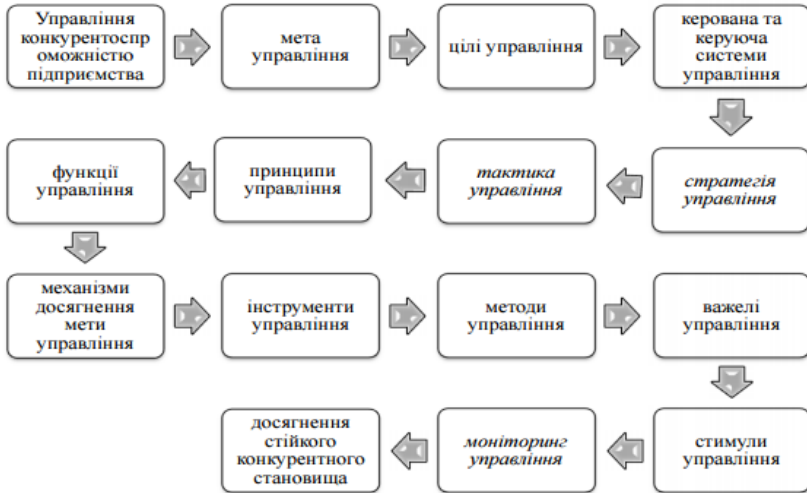 Управління
конкурентоспр
оможністю
підприємства
мета
управління
цілі управління
керована та
керуюча
системи
управління
функції
управління
принципи
управління
тактика
управління
стратегія
управління
механізми
досягнення
мети
управління
інструменти
управління
методи
управління
важелі
управління
досягнення
стійкого
конкурентного
становища
моніторинг
управління
стимули
управління